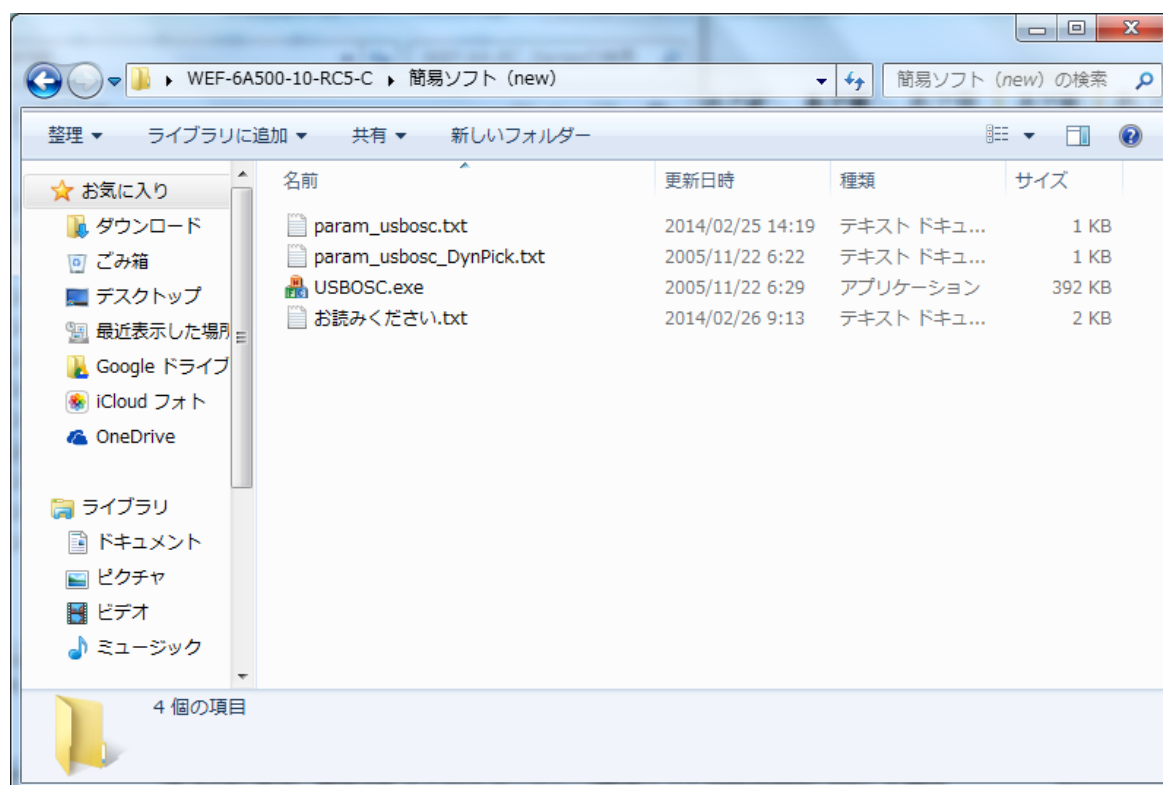 WEF-6A500-10-RC5-C 簡易ソフト（new） 簡易ソフト（new）の検索
整理 ライブラリに追加 共有 新しいフォルダー
お気に入り
ダウンロード
ごみ箱
デスクトップ
最近表示した場所
Google ドライブ
iCloud フォト
OneDrive
ライブラリ
ドキュメント
ピクチャ
ビデオ
ミュージック
名前 更新日時 種類 サイズ
param_usbosc.txt 2014/02/25 14:19 テキスト ドキュ... 1 KB
param_usbosc_DynPick.txt 2005/11/22 6:22 テキスト ドキュ... 1 KB
USBOSC.exe 2005/11/22 6:29 アプリケーション 392 KB
お読みください.txt 2014/02/26 9:13 テキスト ドキュ... 2 KB
4 個の項目